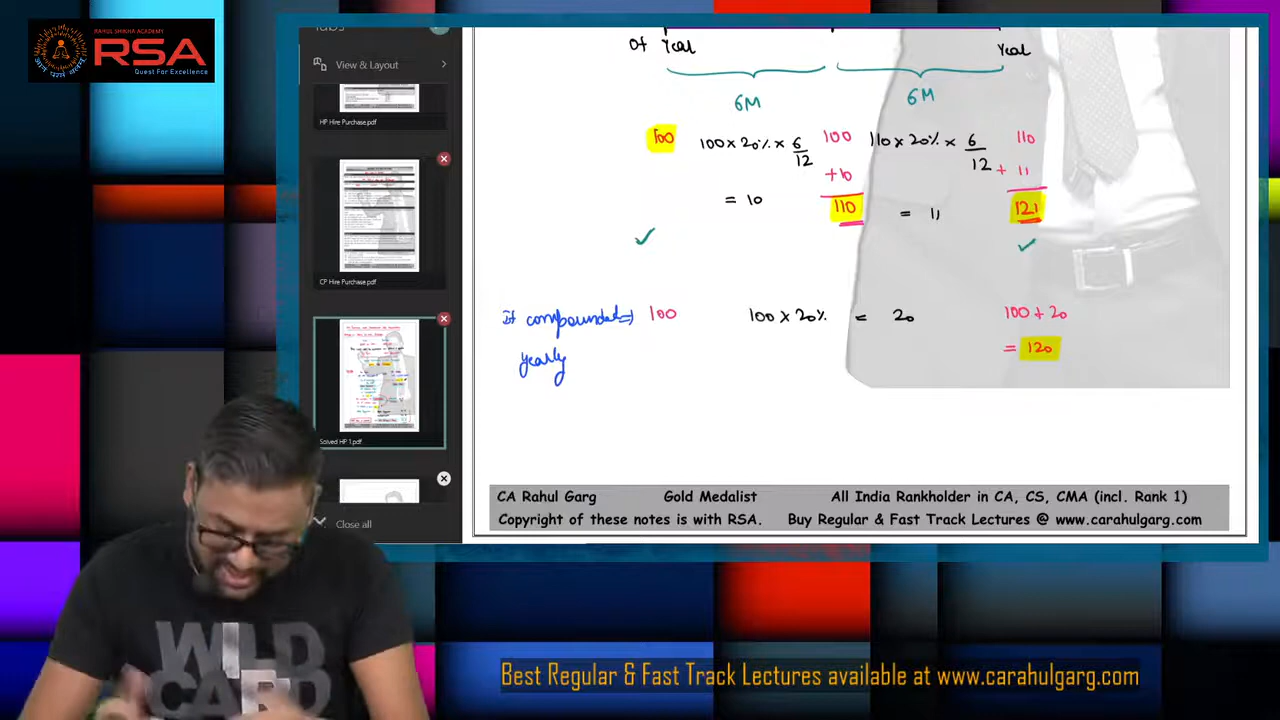 RAHUL SHIKHA ACADEMY
RSA
Quest For Excellence
Tabs
View & Layout
HP Hire Purchase.pdf
CP Hire Purchase.pdf
Solved HP 1.pdf
Close all
Of Year Year
6M 6M
100 100 × 20% × 6/12 100 110 × 20% × 6/12 110
+10 + 11
= 10 110 = 11 121
✓ ✓
If compounded ⇒ 100 100 × 20% = 20 100 + 20
yearly = 120
CA Rahul Garg Gold Medalist All India Rankholder in CA, CS, CMA (incl. Rank 1)
Copyright of these notes is with RSA. Buy Regular & Fast Track Lectures @ www.carahulgarg.com
WILD
CARD
Best Regular & Fast Track Lectures available at www.carahulgarg.com